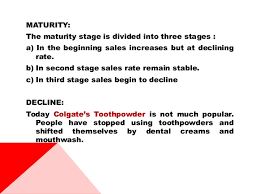 MATURITY:
The maturity stage is divided into three stages :
a) In the beginning sales increases but at declining
rate.
b) In second stage sales rate remain stable.
c) In third stage sales begin to decline
DECLINE:
Today Colgate's Toothpowder is not much popular.
People have stopped using toothpowders and
shifted themselves by dental creams and
mouthwash.